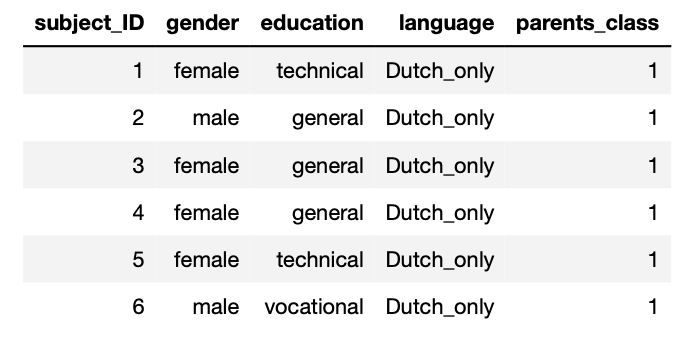 subject_ID gender education language parents_class
1 female technical Dutch_only 1
2 male general Dutch_only 1
3 female general Dutch_only 1
4 female general Dutch_only 1
5 female technical Dutch_only 1
6 male vocational Dutch_only 1